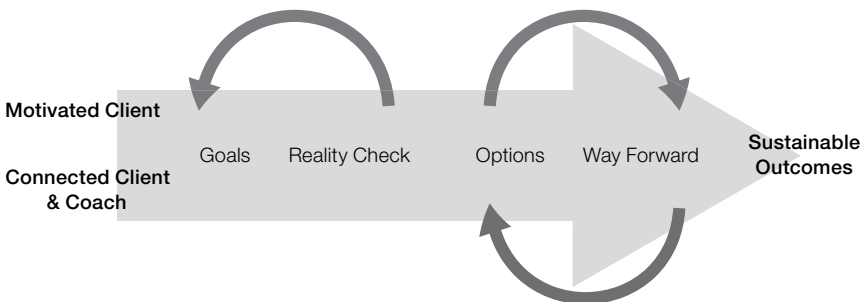 Motivated Client
Connected Client
& Coach
Goals
Reality Check
Options
Way Forward
Sustainable
Outcomes